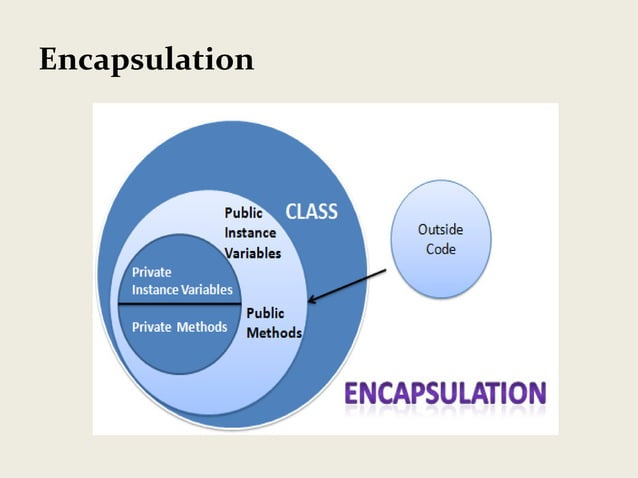 Encapsulation
CLASS
Public
Instance
Variables
Private
Instance Variables
Private Methods
Public
Methods
Outside
Code
ENCAPSULATION